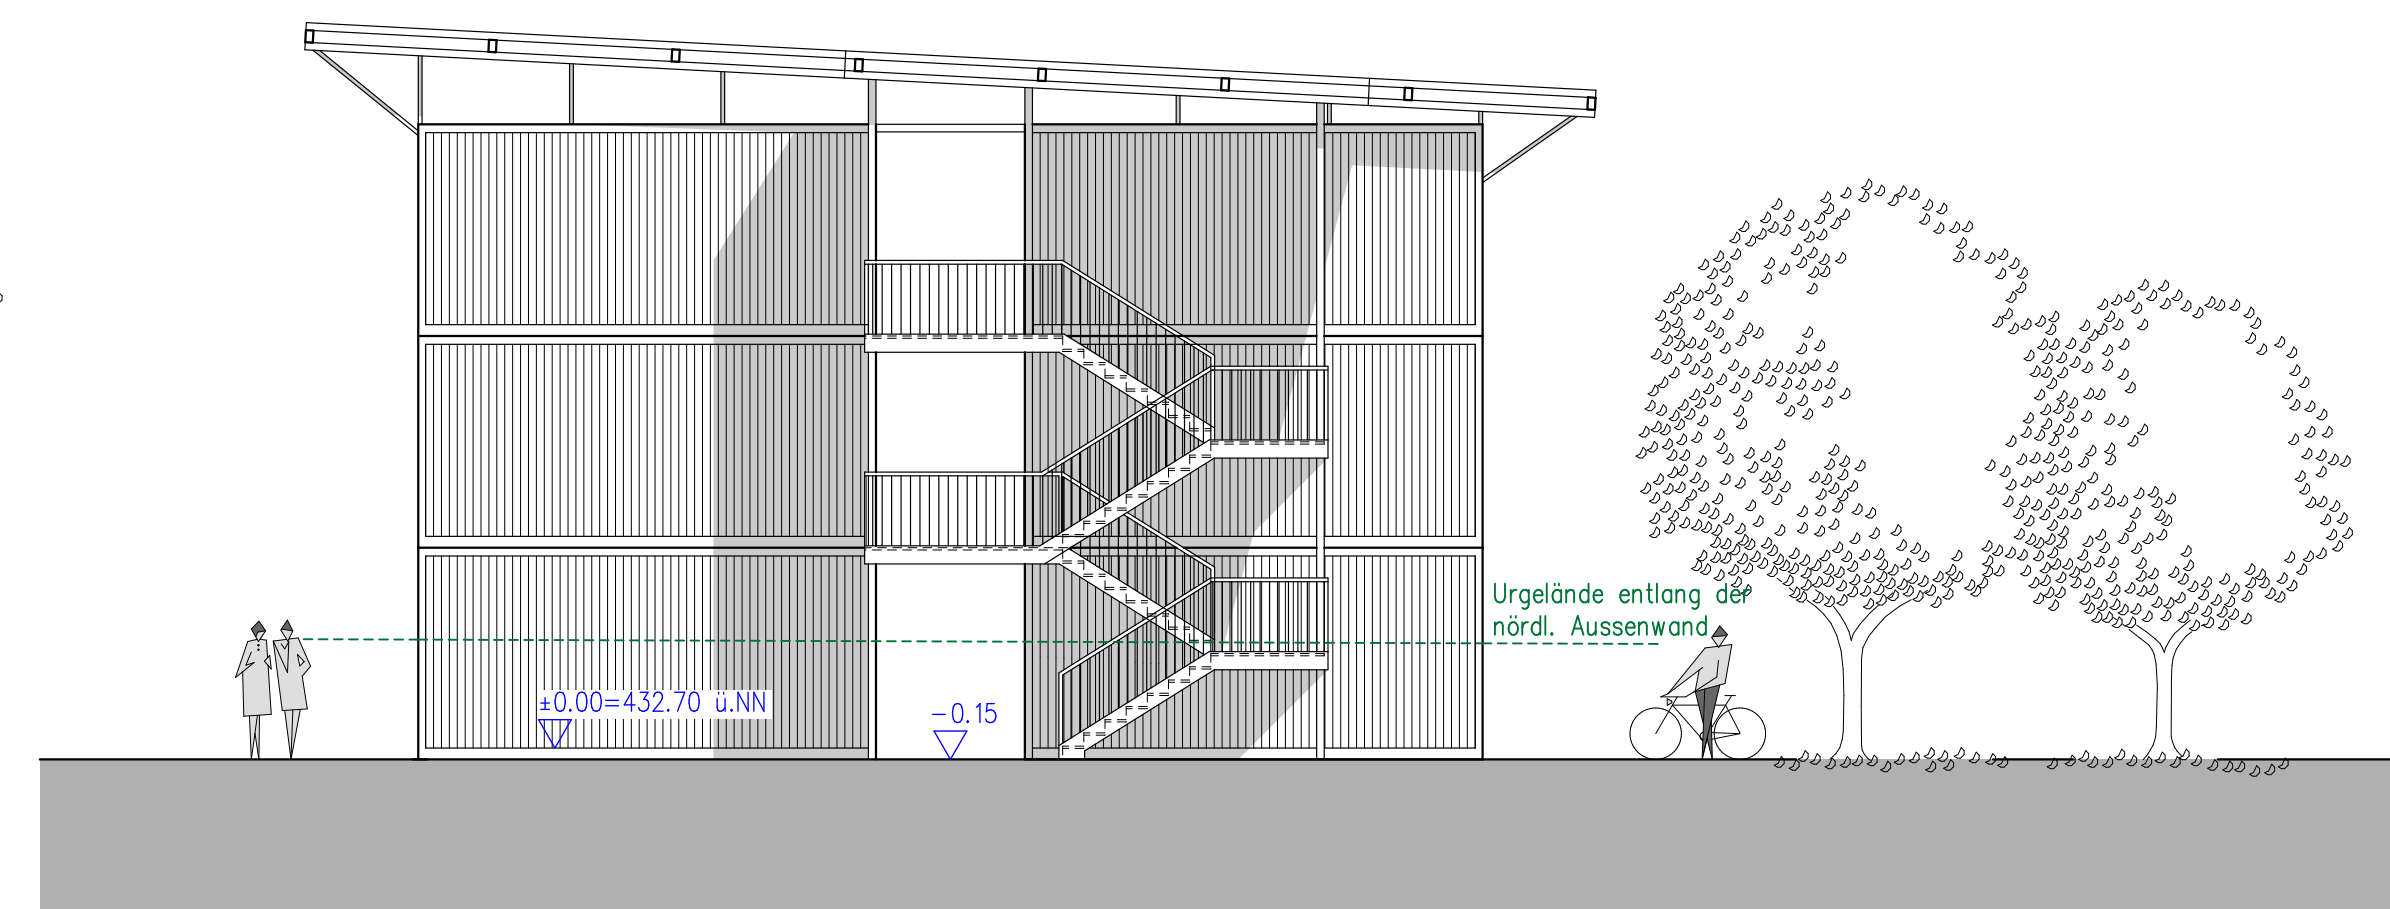 Urgelände entlang der
nördl. Aussenwand
±0.00=432.70 ü.NN
−0.15